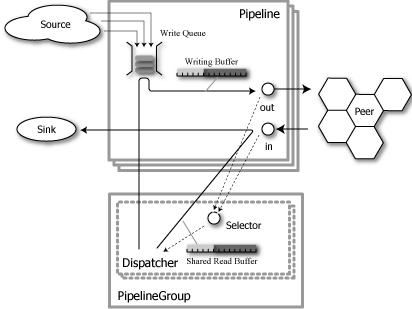 Source
Pipeline
Write Queue
Writing Buffer
out
Peer
Sink
in
Selector
Dispatcher
Shared Read Buffer
PipelineGroup